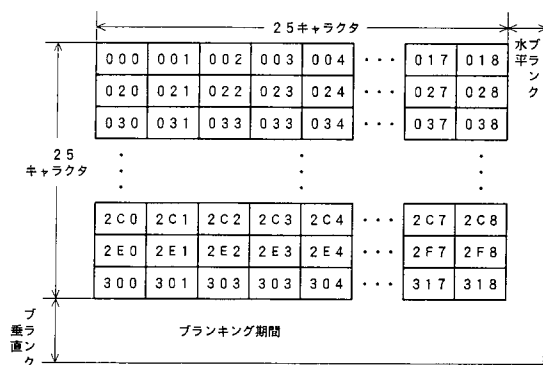 25キャラクタ
水平ブランク
000 001 002 003 004 ・・・ 017 018
020 021 022 023 024 ・・・ 027 028
030 031 033 033 034 ・・・ 037 038
25
キャラクタ
2C0 2C1 2C2 2C3 2C4 ・・・ 2C7 2C8
2E0 2E1 2E2 2E3 2E4 ・・・ 2F7 2F8
300 301 303 303 304 ・・・ 317 318
垂直ブランク
ブランキング期間